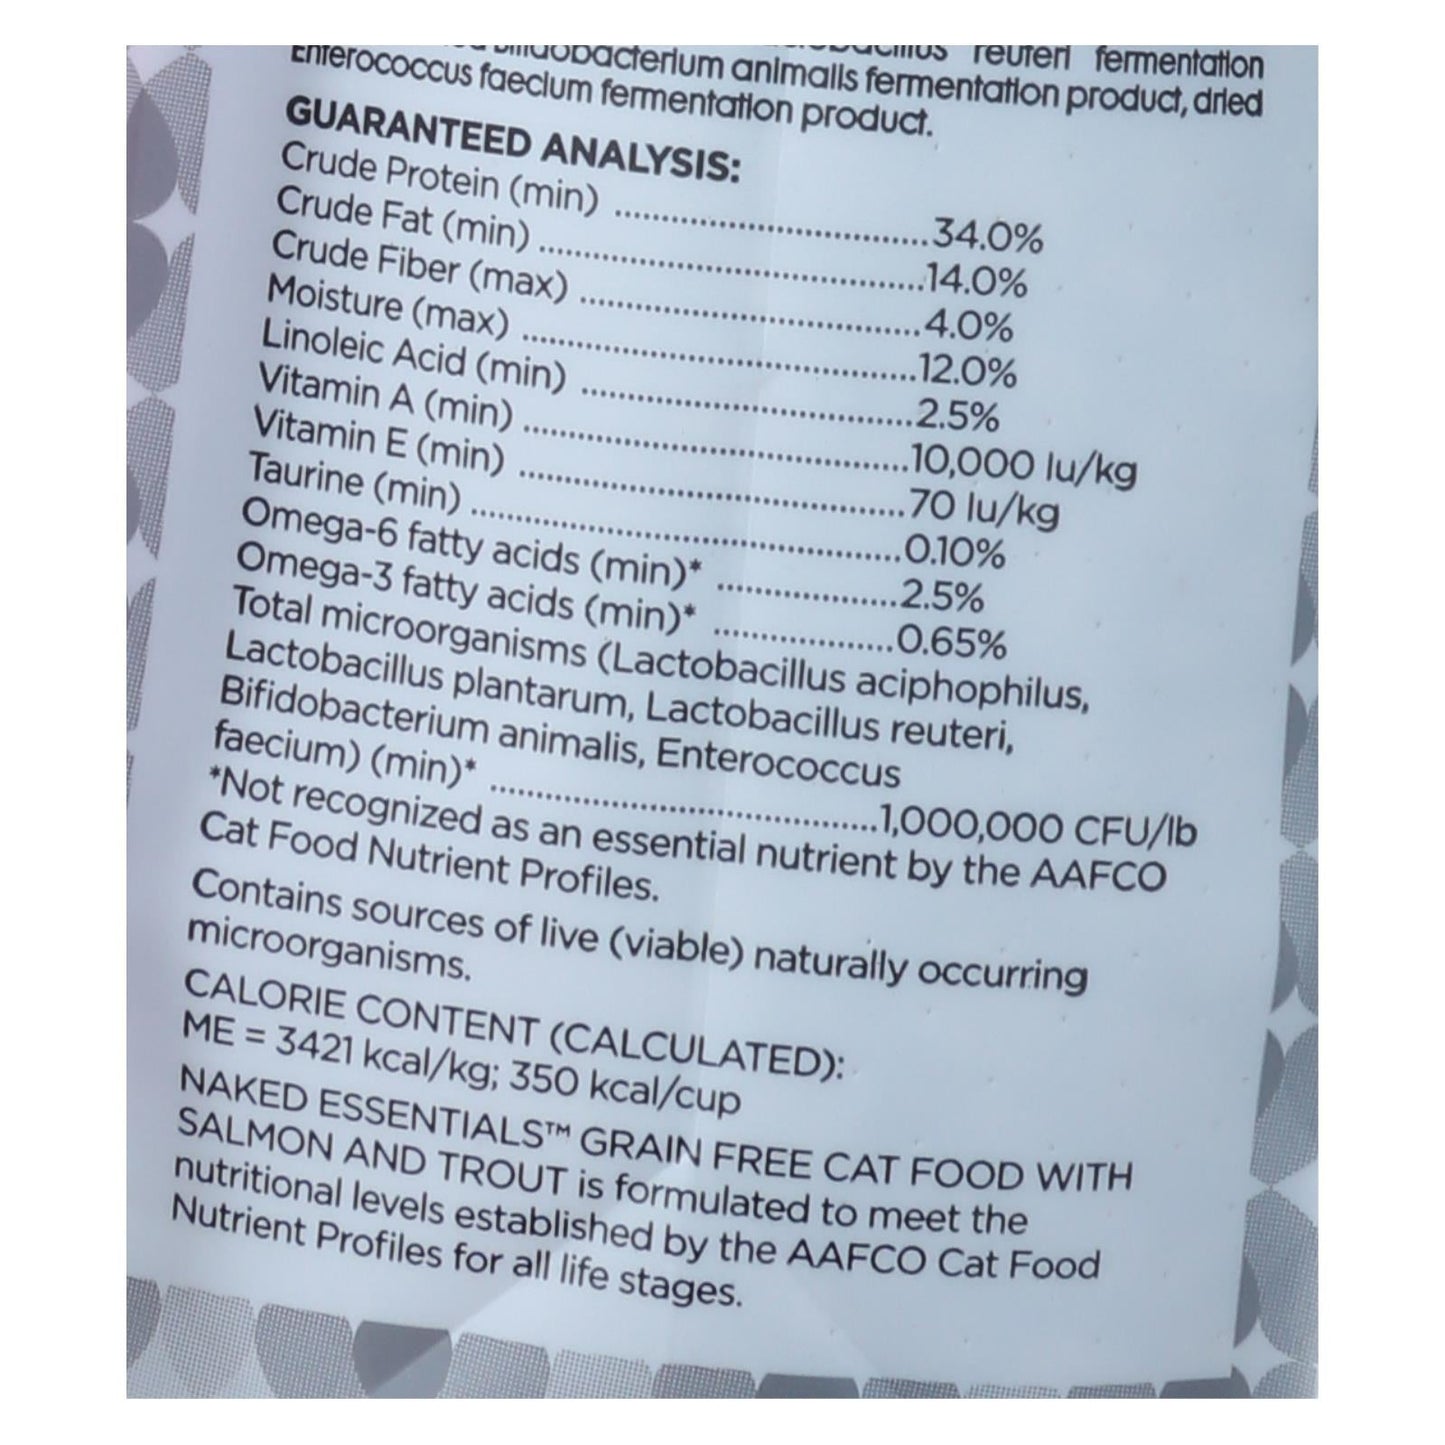 reuteri fermentation
Bifidobacterium animalis fermentation product, dried
Enterococcus faecium fermentation product.
GUARANTEED ANALYSIS:
Crude Protein (min) ........34.0%
Crude Fat (min) ........14.0%
Crude Fiber (max) ........4.0%
Moisture (max) ........12.0%
Linoleic Acid (min) ........2.5%
Vitamin A (min) ........10,000 lu/kg
Vitamin E (min) ........70 lu/kg
Taurine (min) ........0.10%
Omega-6 fatty acids (min)* ........2.5%
Omega-3 fatty acids (min)* ........0.65%
Total microorganisms (Lactobacillus aciphophilus,
Lactobacillus plantarum, Lactobacillus reuteri,
Bifidobacterium animalis, Enterococcus
faecium) (min)* ........1,000,000 CFU/lb
*Not recognized as an essential nutrient by the AAFCO
Cat Food Nutrient Profiles.
Contains sources of live (viable) naturally occurring
microorganisms.
CALORIE CONTENT (CALCULATED):
ME = 3421 kcal/kg; 350 kcal/cup
NAKED ESSENTIALS™ GRAIN FREE CAT FOOD WITH
SALMON AND TROUT is formulated to meet the
nutritional levels established by the AAFCO Cat Food
Nutrient Profiles for all life stages.